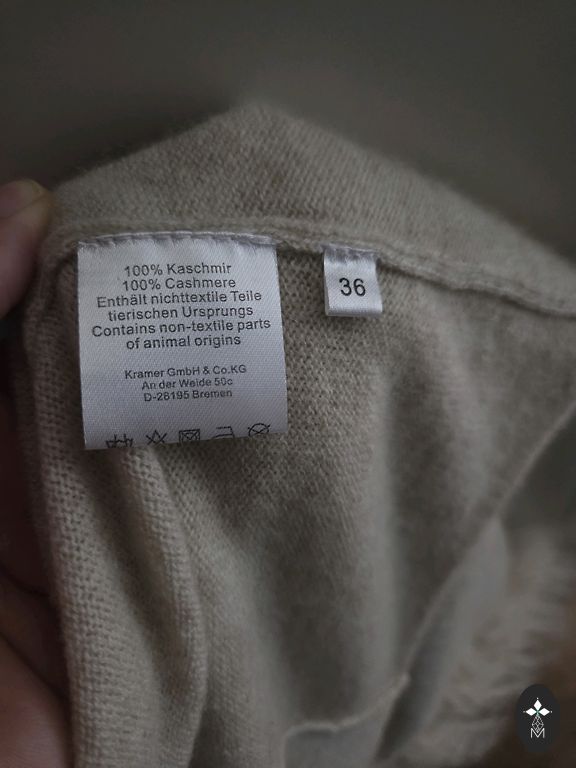 100% Kaschmir
100% Cashmere
Enthält nichttextile Teile
tierischen Ursprungs
Contains non-textile parts
of animal origins
Kramer GmbH & Co.KG
An der Weide 50c
D-28195 Bremen
36
M